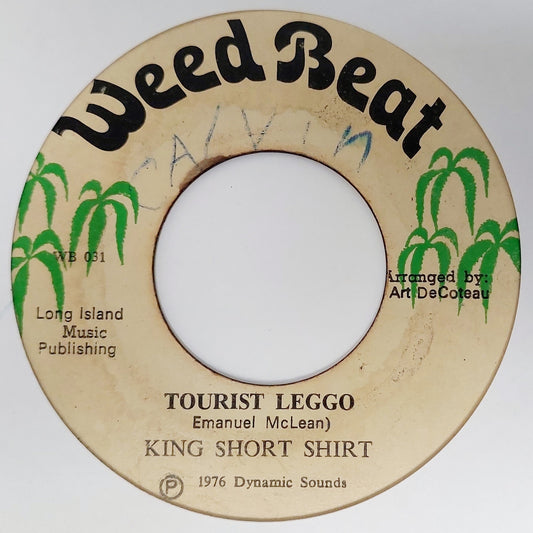 Weed Beat
CALVIN
WB 031
Long Island
Music
Publishing
Arranged by:
Art DeCoteau
TOURIST LEGGO
Emanuel McLean)
KING SHORT SHIRT
Ⓟ 1976 Dynamic Sounds